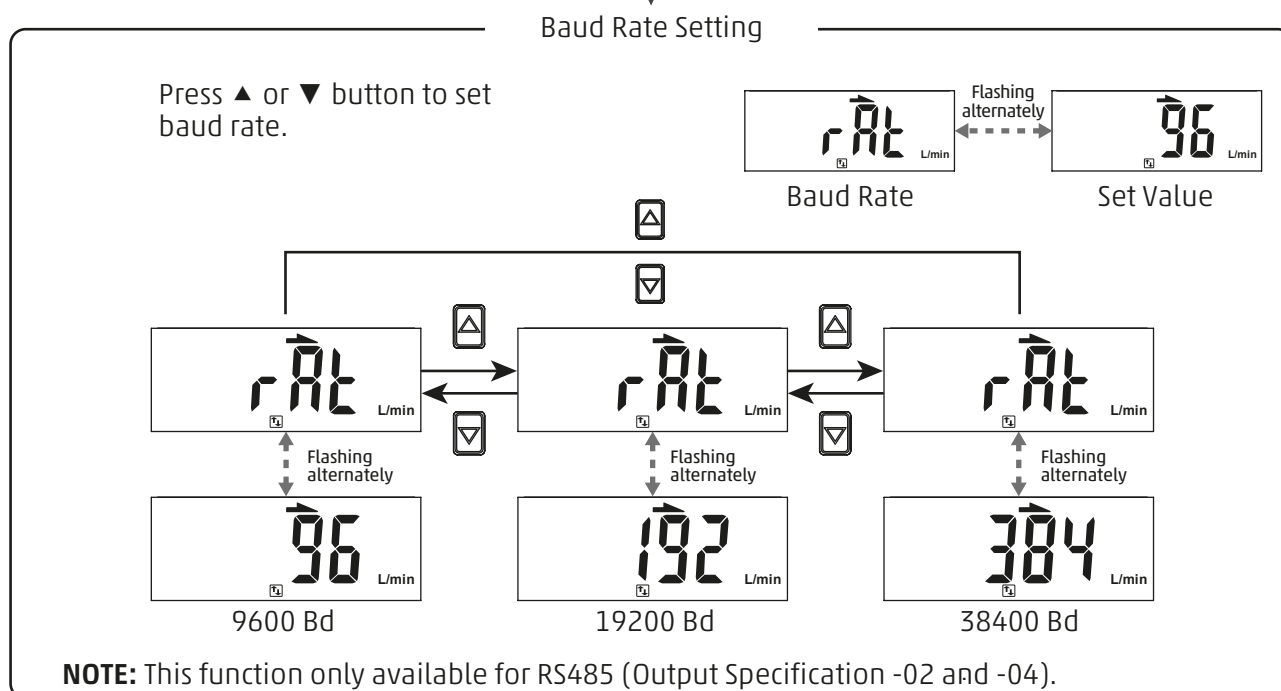 Baud Rate Setting
Press ▲ or ▼ button to set
baud rate.
Flashing
alternately
rAt
L/min
96
L/min
Baud Rate
Set Value
rAt
L/min
rAt
L/min
rAt
L/min
Flashing
alternately
Flashing
alternately
Flashing
alternately
96
L/min
192
L/min
384
L/min
9600 Bd
19200 Bd
38400 Bd
NOTE: This function only available for RS485 (Output Specification -02 and -04).